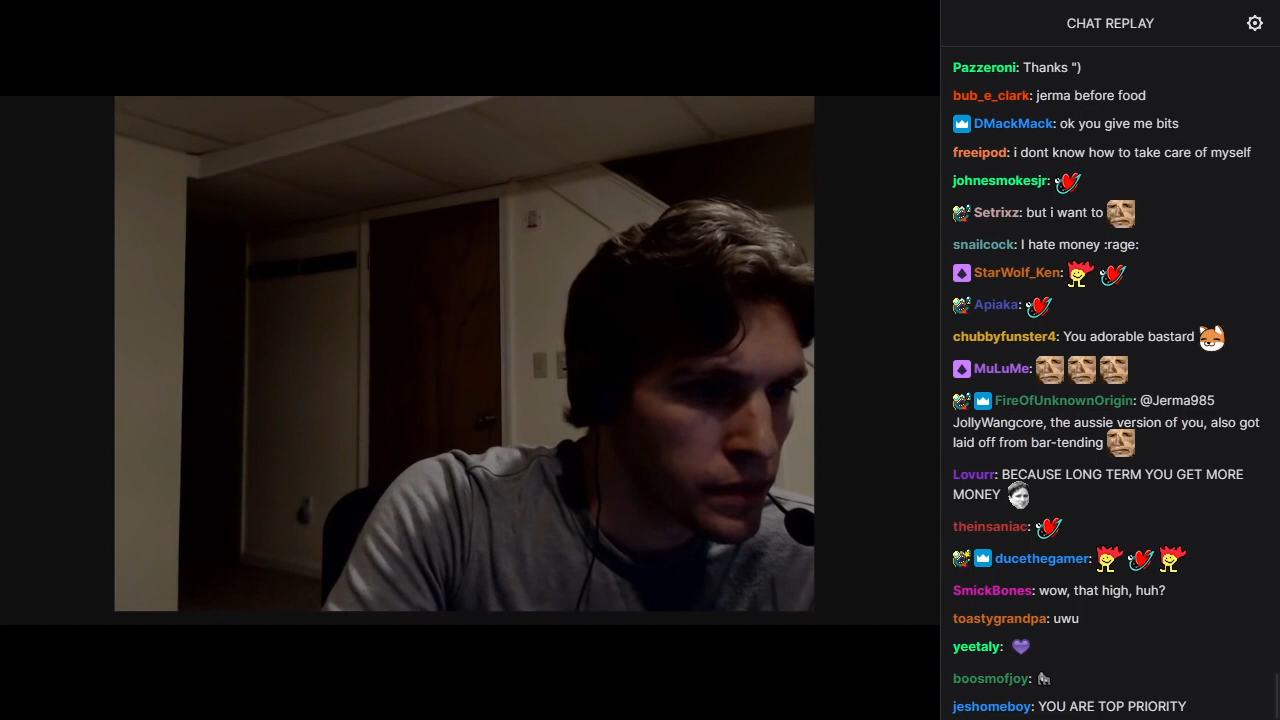 CHAT REPLAY
Pazzeroni: Thanks ")
bub_e_clark: jerma before food
DMackMack: ok you give me bits
freeipod: i dont know how to take care of myself
johnesmokesjr:
Setrixz: but i want to
snailcock: I hate money :rage:
StarWolf_Ken:
Apiaka:
chubbyfunster4: You adorable bastard
MuLuMe:
FireOfUnknownOrigin: @Jerma985
JollyWangcore, the aussie version of you, also got
laid off from bar-tending
Lovurr: BECAUSE LONG TERM YOU GET MORE
MONEY
theinsaniac:
ducethegamer:
SmickBones: wow, that high, huh?
toastygrandpa: uwu
yeetaly:
boosmofjoy:
jeshomeboy: YOU ARE TOP PRIORITY